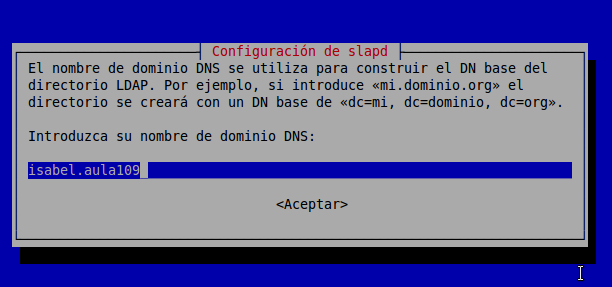 Configuración de slapd
El nombre de dominio DNS se utiliza para construir el DN base del
directorio LDAP. Por ejemplo, si introduce «mi.dominio.org» el
directorio se creará con un DN base de «dc=mi, dc=dominio, dc=org».
Introduzca su nombre de dominio DNS:
isabel.aula109
<Aceptar>